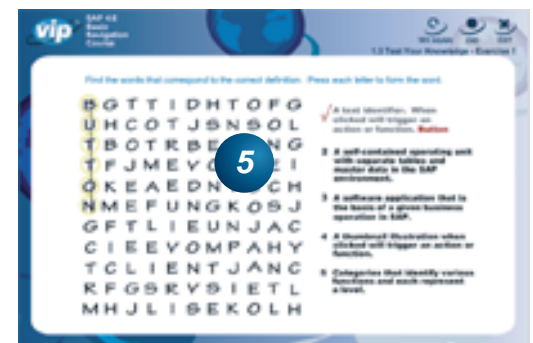 vip
SAP 4.6
Basic
Navigation
Course
1.3 Test Your Knowledge - Exercise 1
Find the words that correspond to the correct definition. Press each letter to form the word.
B G T T I D H T O F G
U H C O T J S N S O L
T B O T R B E N G
T F J M E V I
O K E A E D N C H
N M E F U N G K O S J
G F T L I E U N J A C
C I E E V O M P A H Y
T C L I E N T J A N C
R F G S R V S I E T L
M H J L I S E K O L H
5
A text identifier. When
clicked will trigger an
action or function. Button
2 A self-contained operating unit
with separate tables and
master data in the SAP
environment.
3 A software application that is
the basis of a given business
operation in SAP.
4 A thumbnail illustration when
clicked will trigger an action or
function.
5 Categories that identify various
functions and each represent
a level.